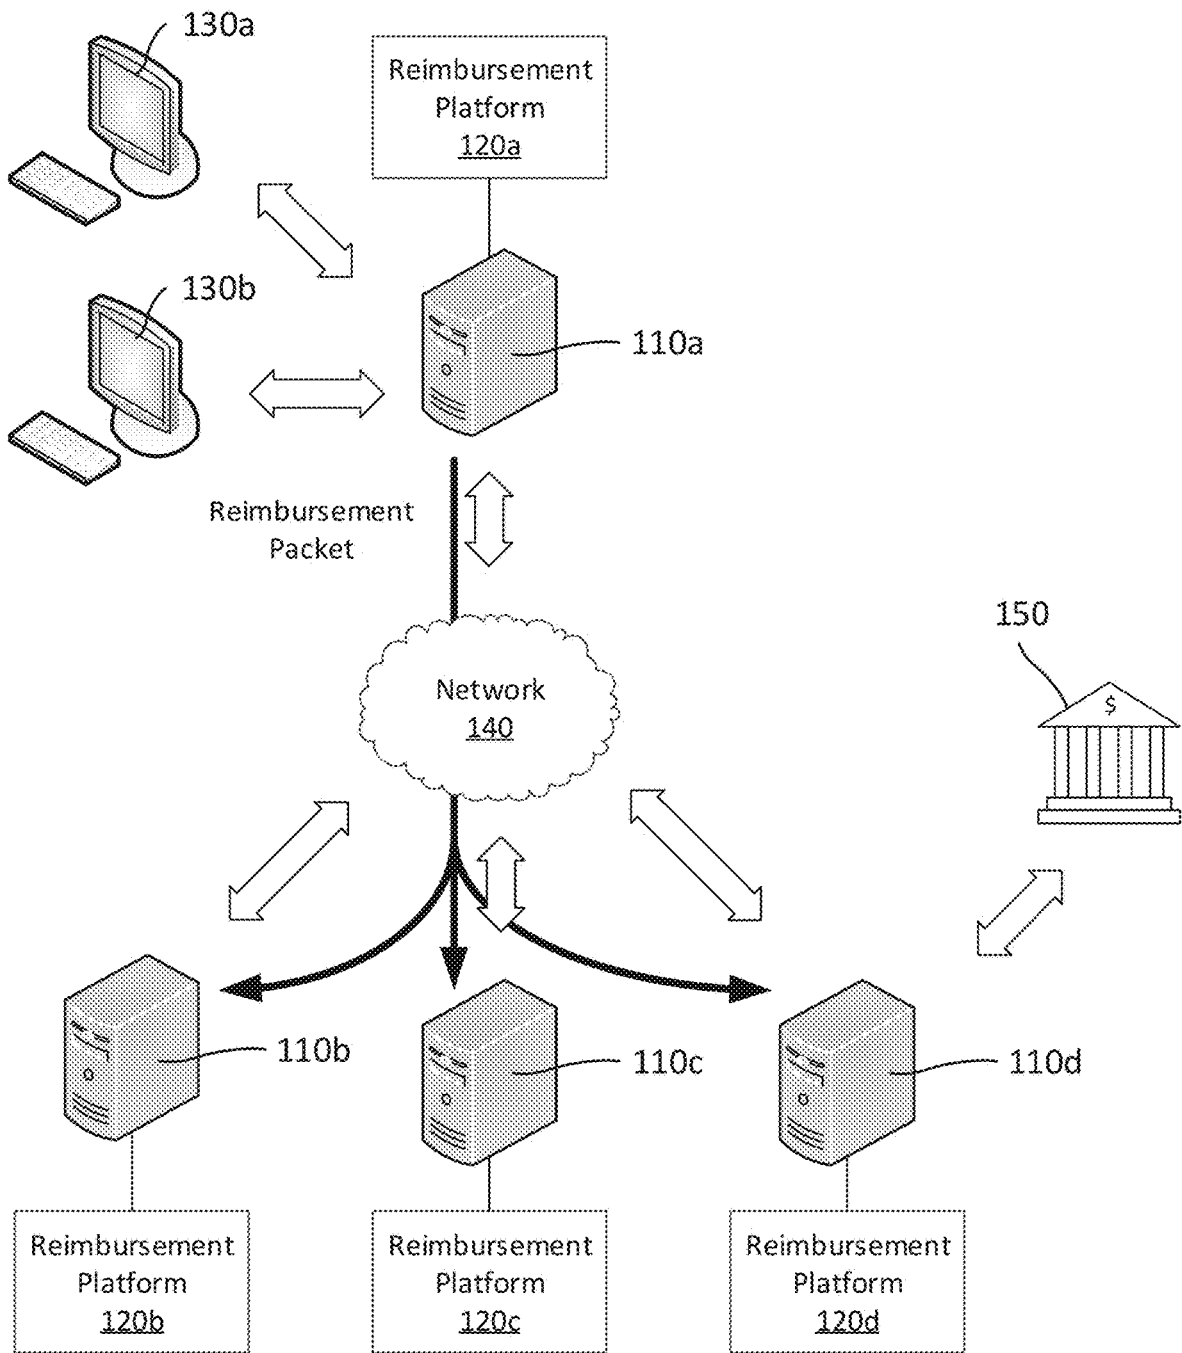 130a
Reimbursement
Platform
120a
130b
110a
Reimbursement
Packet
150
$
Network
140
110b
110c
110d
Reimbursement
Platform
120b
Reimbursement
Platform
120c
Reimbursement
Platform
120d